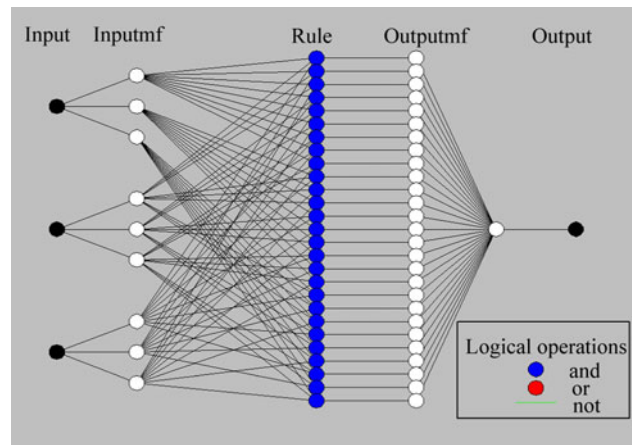 Input Inputmf Rule Outputmf Output
Logical operations
and
or
not